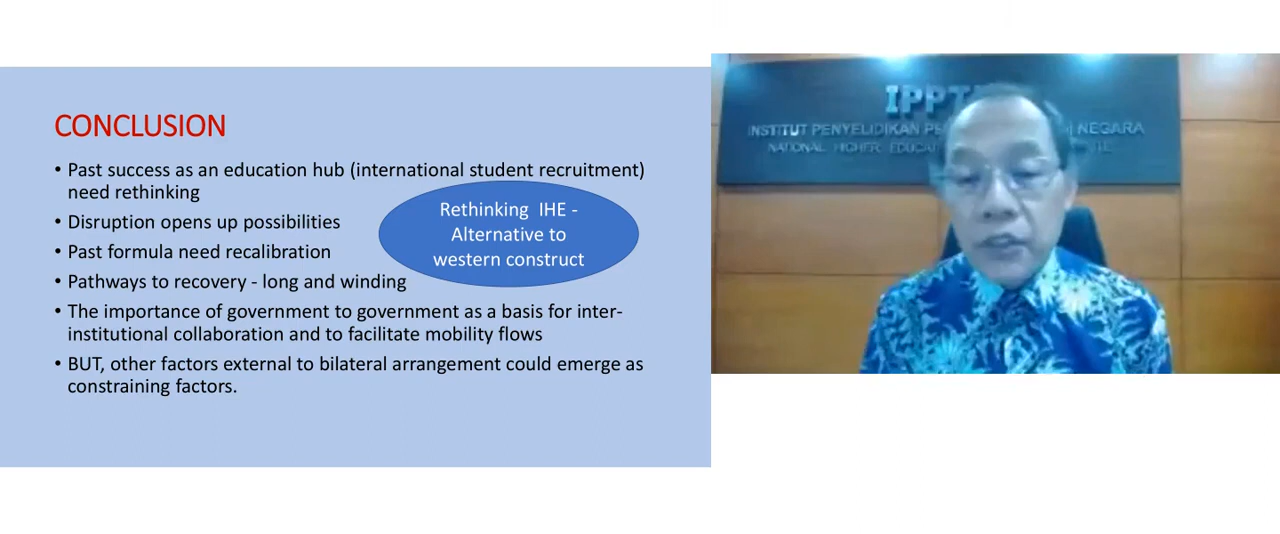 CONCLUSION
• Past success as an education hub (international student recruitment)
need rethinking
• Disruption opens up possibilities
• Past formula need recalibration
• Pathways to recovery - long and winding
• The importance of government to government as a basis for inter-
institutional collaboration and to facilitate mobility flows
• BUT, other factors external to bilateral arrangement could emerge as
constraining factors.
Rethinking IHE -
Alternative to
western construct
IPPT
INSTITUT PENYELIDIKAN NEGARA
NATIONAL HIGHER